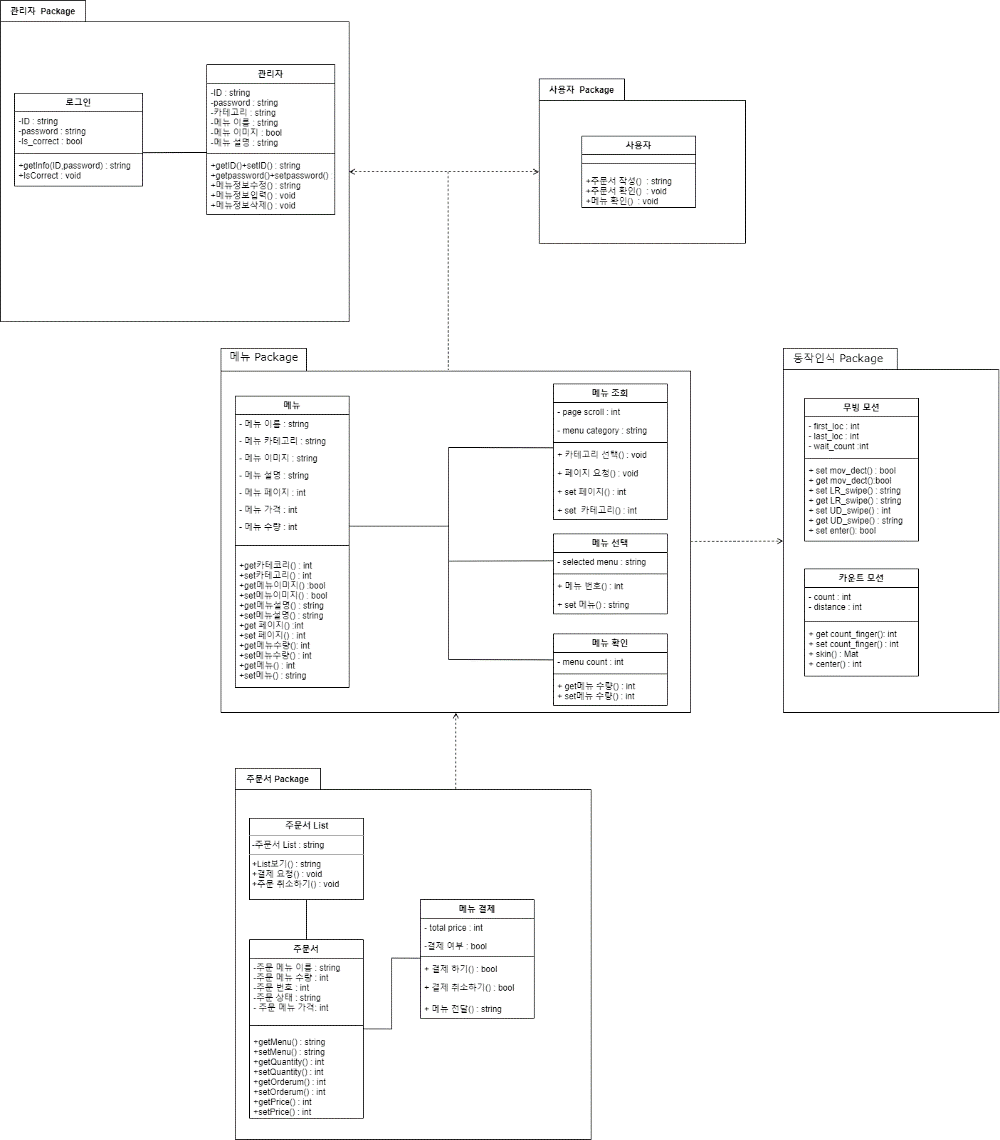 관리자 Package
로그인
-ID : string
-password : string
-Is_correct : bool
+getInfo(ID,password) : string
+IsCorrect : void
관리자
-ID : string
-password : string
-카테고리 : string
-메뉴 이름 : string
-메뉴 이미지 : bool
-메뉴 설명 : string
+getID()+setID() : string
+getpassword()+setpassword()
+메뉴정보수정() : string
+메뉴정보입력() : void
+메뉴정보삭제() : void
사용자 Package
사용자
+주문서 작성() : string
+주문서 확인() : void
+메뉴 확인() : void
메뉴 Package
메뉴
- 메뉴 이름 : string
- 메뉴 카테고리 : string
- 메뉴 이미지 : string
- 메뉴 설명 : string
- 메뉴 페이지 : int
- 메뉴 가격 : int
- 메뉴 수량 : int
+get카테코리() : int
+set카테고리() : int
+get메뉴이미지() :bool
+set메뉴이미지() : bool
+get메뉴설명() : string
+set메뉴설명() : string
+get 페이지() : int
+set 페이지() : int
+get메뉴수량(): int
+set메뉴수량() : int
+get메뉴() : int
+set메뉴() : string
메뉴 조회
- page scroll : int
- menu category : string
+ 카테고리 선택() : void
+ 페이지 요청() : void
+ set 페이지() : int
+ set 카테고리() : int
메뉴 선택
- selected menu : string
+ 메뉴 번호() : int
+ set 메뉴() : string
메뉴 확인
- menu count : int
+ get메뉴 수량() : int
+ set메뉴 수량() : int
동작인식 Package
무빙 모션
- first_loc : int
- last_loc : int
- wait_count :int
+ set mov_dect() : bool
+ get mov_dect():bool
+ set LR_swipe() : string
+ get LR_swipe() : string
+ set UD_swipe() : int
+ get UD_swipe() : string
+ set enter(): bool
카운트 모션
- count : int
- distance : int
+ get count_finger(): int
+ set count_finger() : int
+ skin() : Mat
+ center() : int
주문서 Package
주문서 List
-주문서 List : string
+List보기() : string
+결제 요청() : void
+주문 취소하기() : void
주문서
-주문 메뉴 이름 : string
-주문 메뉴 수량 : int
-주문 번호 : int
-주문 상태 : string
- 주문 메뉴 가격: int
+getMenu() : string
+setMenu() : string
+getQuantity() : int
+setQuantity() : int
+getOrderum() : int
+setOrderum() : int
+getPrice() : int
+setPrice() : int
메뉴 결제
- total price : int
-결제 여부 : bool
+ 결제 하기() : bool
+ 결제 취소하기() : bool
+ 메뉴 전달() : string